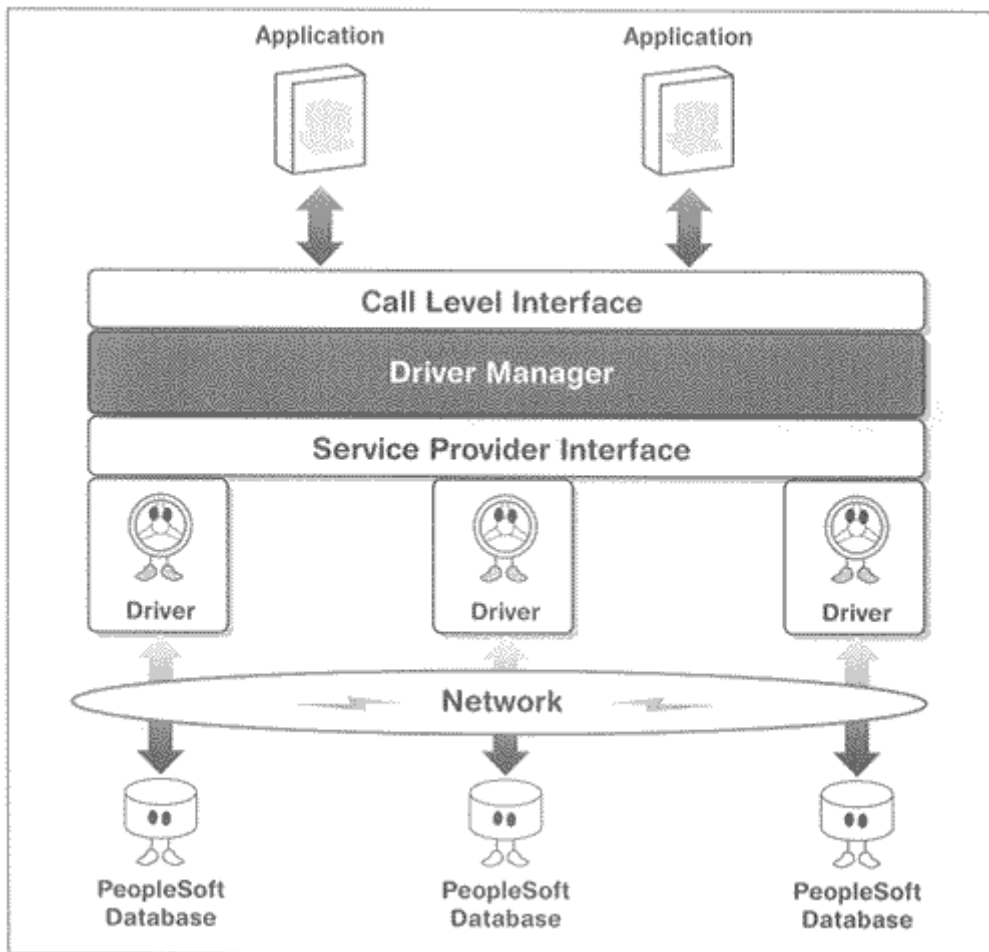 Application
Application
Call Level Interface
Driver Manager
Service Provider Interface
Driver
Driver
Driver
Network
PeopleSoft
Database
PeopleSoft
Database
PeopleSoft
Database